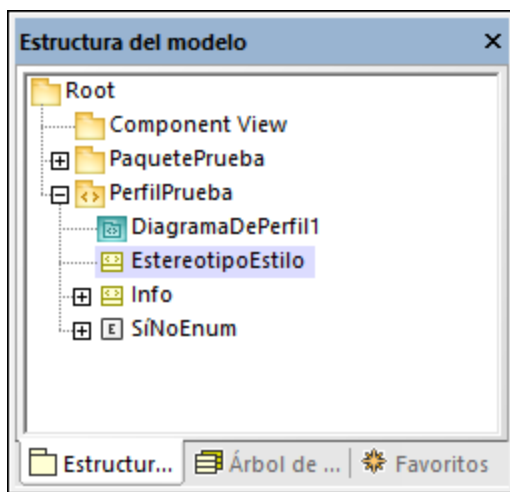 Estructura del modelo
Root
Component View
PaquetePrueba
PerfilPrueba
DiagramaDePerfil1
EstereotipoEstilo
Info
SíNoEnum
Estructur... Árbol de ... Favoritos